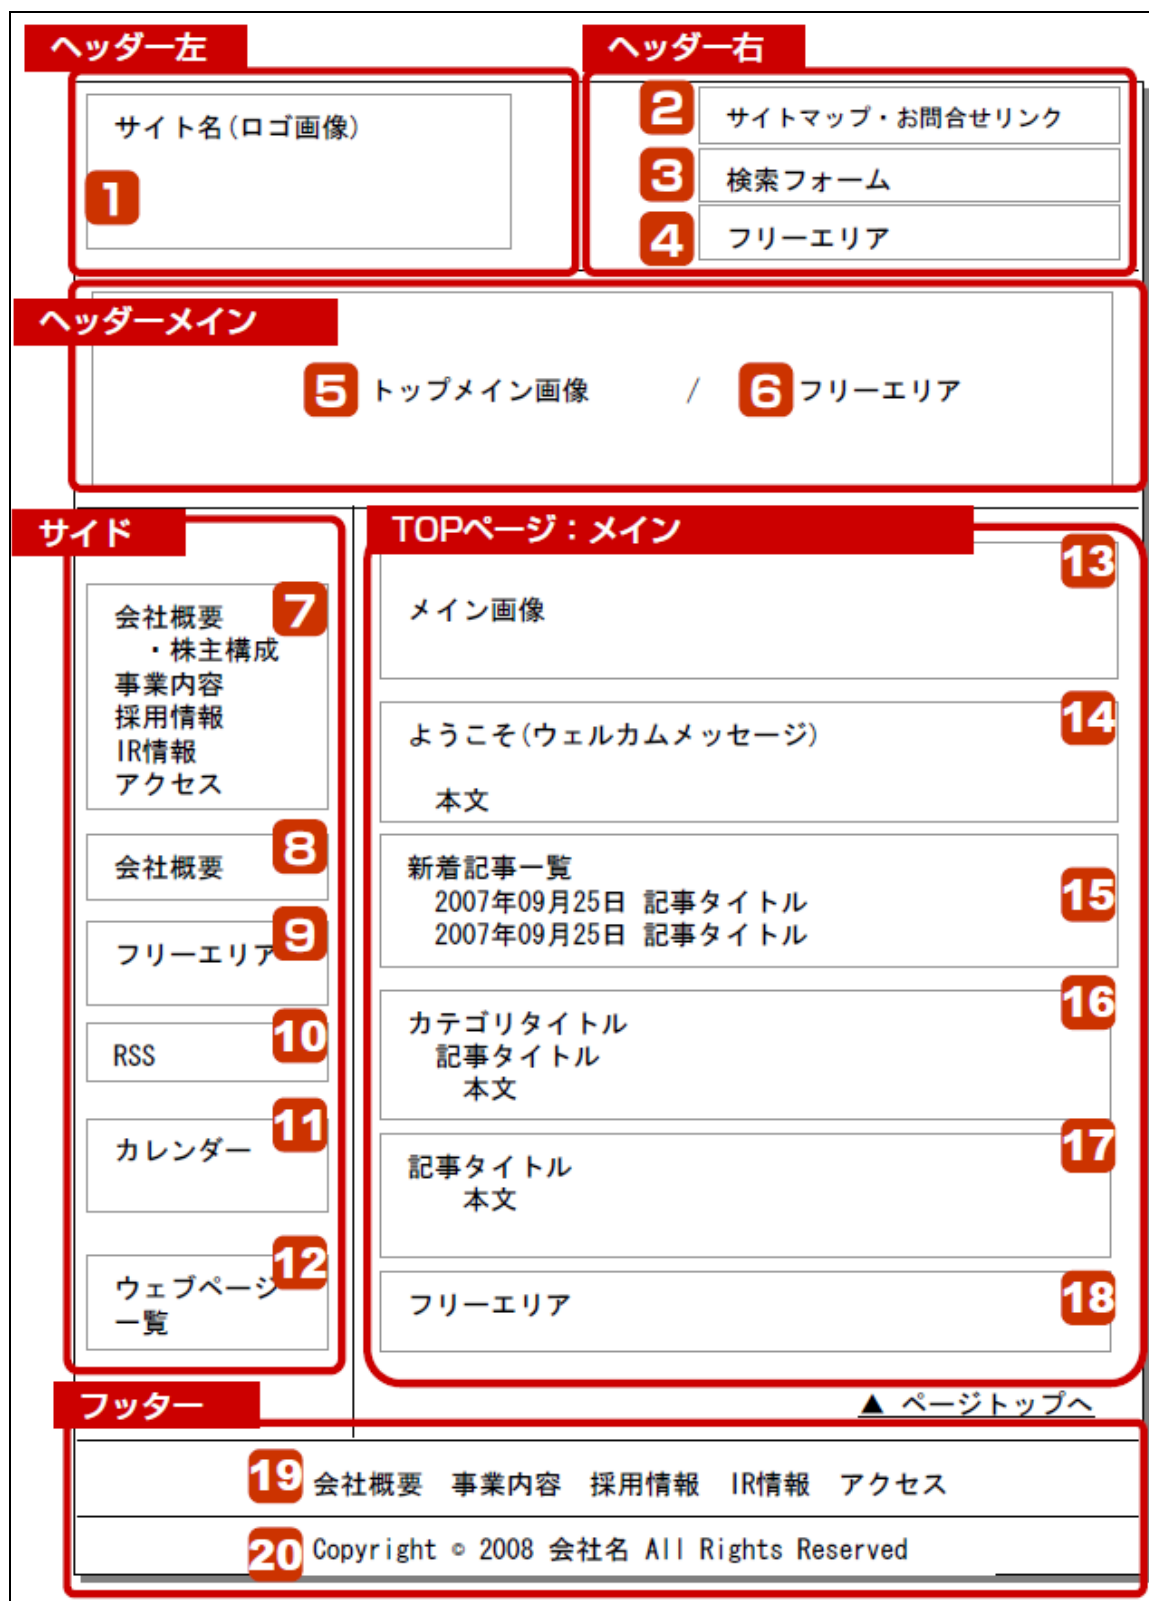 ヘッダー左
ヘッダー右
サイト名(ロゴ画像)
1
2 サイトマップ・お問合せリンク
3 検索フォーム
4 フリーエリア
ヘッダーメイン
5 トップメイン画像 / 6 フリーエリア
サイド
7
会社概要
・株主構成
事業内容
採用情報
IR情報
アクセス
8
会社概要
9
フリーエリア
10
RSS
11
カレンダー
12
ウェブページ
一覧
TOPページ：メイン
13
メイン画像
14
ようこそ(ウェルカムメッセージ)
本文
新着記事一覧
15
2007年09月25日 記事タイトル
2007年09月25日 記事タイトル
16
カテゴリタイトル
記事タイトル
本文
17
記事タイトル
本文
18
フリーエリア
▲ ページトップへ
フッター
19 会社概要 事業内容 採用情報 IR情報 アクセス
20 Copyright © 2008 会社名 All Rights Reserved